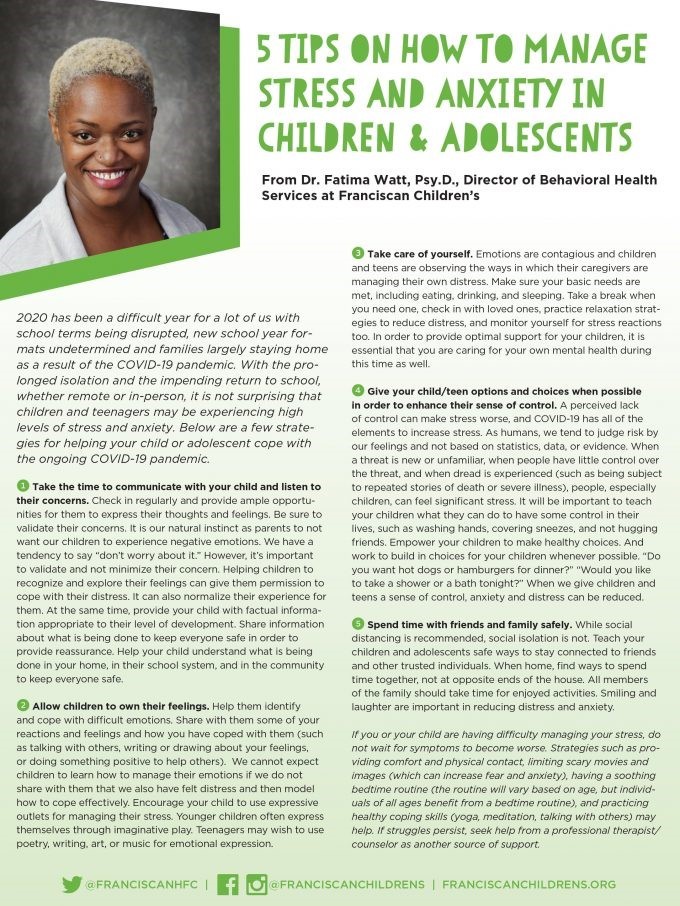 5 TIPS ON HOW TO MANAGE
STRESS AND ANXIETY IN
CHILDREN & ADOLESCENTS
From Dr. Fatima Watt, Psy.D., Director of Behavioral Health
Services at Franciscan Children's
2020 has been a difficult year for a lot of us with
school terms being disrupted, new school year for-
mats undetermined and families largely staying home
as a result of the COVID-19 pandemic. With the pro-
longed isolation and the impending return to school,
whether remote or in-person, it is not surprising that
children and teenagers may be experiencing high
levels of stress and anxiety. Below are a few strate-
gies for helping your child or adolescent cope with
the ongoing COVID-19 pandemic.
1 Take the time to communicate with your child and listen to
their concerns. Check in regularly and provide ample opportu-
nities for them to express their thoughts and feelings. Be sure to
validate their concerns. It is our natural instinct as parents to not
want our children to experience negative emotions. We have a
tendency to say “don't worry about it.” However, it's important
to validate and not minimize their concern. Helping children to
recognize and explore their feelings can give them permission to
cope with their distress. It can also normalize their experience for
them. At the same time, provide your child with factual informa-
tion appropriate to their level of development. Share information
about what is being done to keep everyone safe in order to
provide reassurance. Help your child understand what is being
done in your home, in their school system, and in the community
to keep everyone safe.
2 Allow children to own their feelings. Help them identify
and cope with difficult emotions. Share with them some of your
reactions and feelings and how you have coped with them (such
as talking with others, writing or drawing about your feelings,
or doing something positive to help others). We cannot expect
children to learn how to manage their emotions if we do not
share with them that we also have felt distress and then model
how to cope effectively. Encourage your child to use expressive
outlets for managing their stress. Younger children often express
themselves through imaginative play. Teenagers may wish to use
poetry, writing, art, or music for emotional expression.
3 Take care of yourself. Emotions are contagious and children
and teens are observing the ways in which their caregivers are
managing their own distress. Make sure your basic needs are
met, including eating, drinking, and sleeping. Take a break when
you need one, check in with loved ones, practice relaxation strat-
egies to reduce distress, and monitor yourself for stress reactions
too. In order to provide optimal support for your children, it is
essential that you are caring for your own mental health during
this time as well.
4 Give your child/teen options and choices when possible
in order to enhance their sense of control. A perceived lack
of control can make stress worse, and COVID-19 has all of the
elements to increase stress. As humans, we tend to judge risk by
our feelings and not based on statistics, data, or evidence. When
a threat is new or unfamiliar, when people have little control over
the threat, and when dread is experienced (such as being subject
to repeated stories of death or severe illness), people, especially
children, can feel significant stress. It will be important to teach
your children what they can do to have some control in their
lives, such as washing hands, covering sneezes, and not hugging
friends. Empower your children to make healthy choices. And
work to build in choices for your children whenever possible. “Do
you want hot dogs or hamburgers for dinner?” “Would you like
to take a shower or a bath tonight?” When we give children and
teens a sense of control, anxiety and distress can be reduced.
5 Spend time with friends and family safely. While social
distancing is recommended, social isolation is not. Teach your
children and adolescents safe ways to stay connected to friends
and other trusted individuals. When home, find ways to spend
time together, not at opposite ends of the house. All members
of the family should take time for enjoyed activities. Smiling and
laughter are important in reducing distress and anxiety.
If you or your child are having difficulty managing your stress, do
not wait for symptoms to become worse. Strategies such as pro-
viding comfort and physical contact, limiting scary movies and
images (which can increase fear and anxiety), having a soothing
bedtime routine (the routine will vary based on age, but individ-
uals of all ages benefit from a bedtime routine), and practicing
healthy coping skills (yoga, meditation, talking with others) may
help. If struggles persist, seek help from a professional therapist/
counselor as another source of support.
@FRANCISCANHFC | @FRANCISCANCHILDRENS | FRANCISCANCHILDRENS.ORG